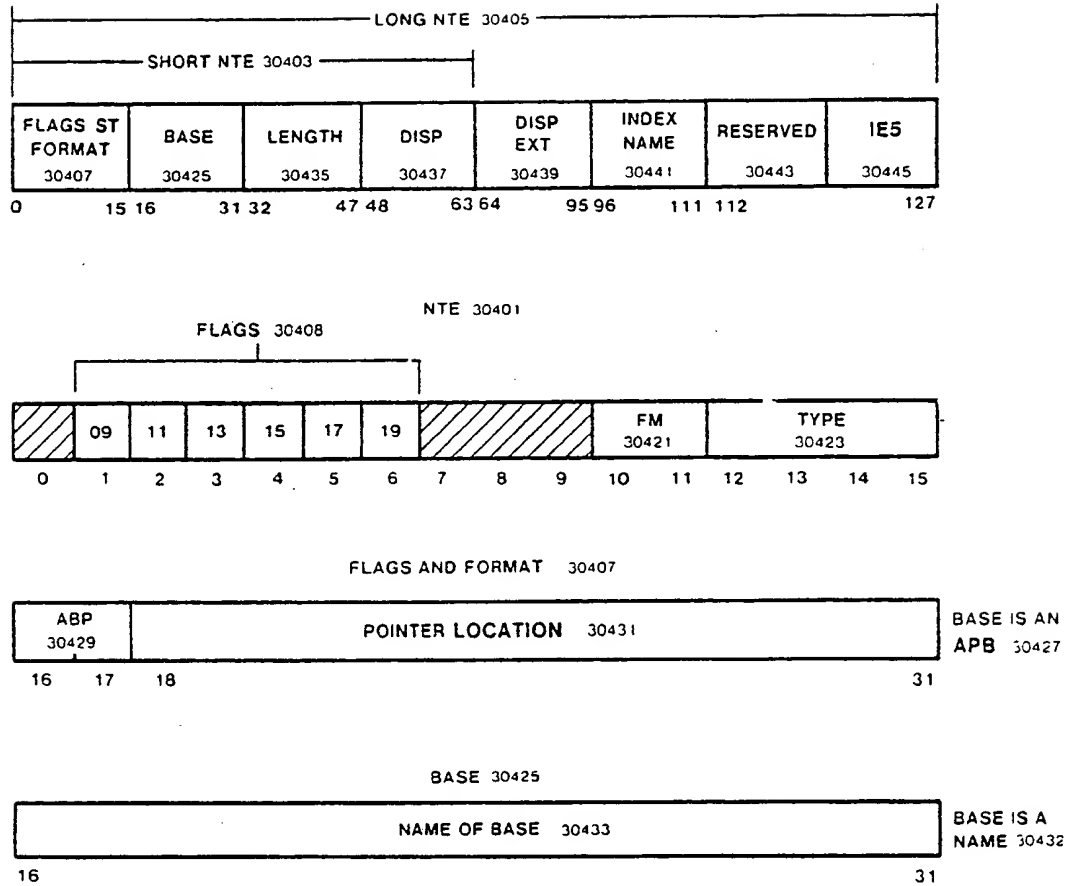 LONG NTE 30405
SHORT NTE 30403
FLAGS ST FORMAT 30407 BASE 30425 LENGTH 30435 DISP 30437 DISP EXT 30439 INDEX NAME 30441 RESERVED 30443 IES 30445
0 15 16 31 32 47 48 63 64 95 96 111 112 127
NTE 30401
FLAGS 30408
09 11 13 15 17 19 FM 30421 TYPE 30423
0 1 2 3 4 5 6 7 8 9 10 11 12 13 14 15
FLAGS AND FORMAT 30407
ABP 30429 POINTER LOCATION 30431 BASE IS AN APB 30427
16 17 18 31
BASE 30425
NAME OF BASE 30433 BASE IS A NAME 30432
16 31